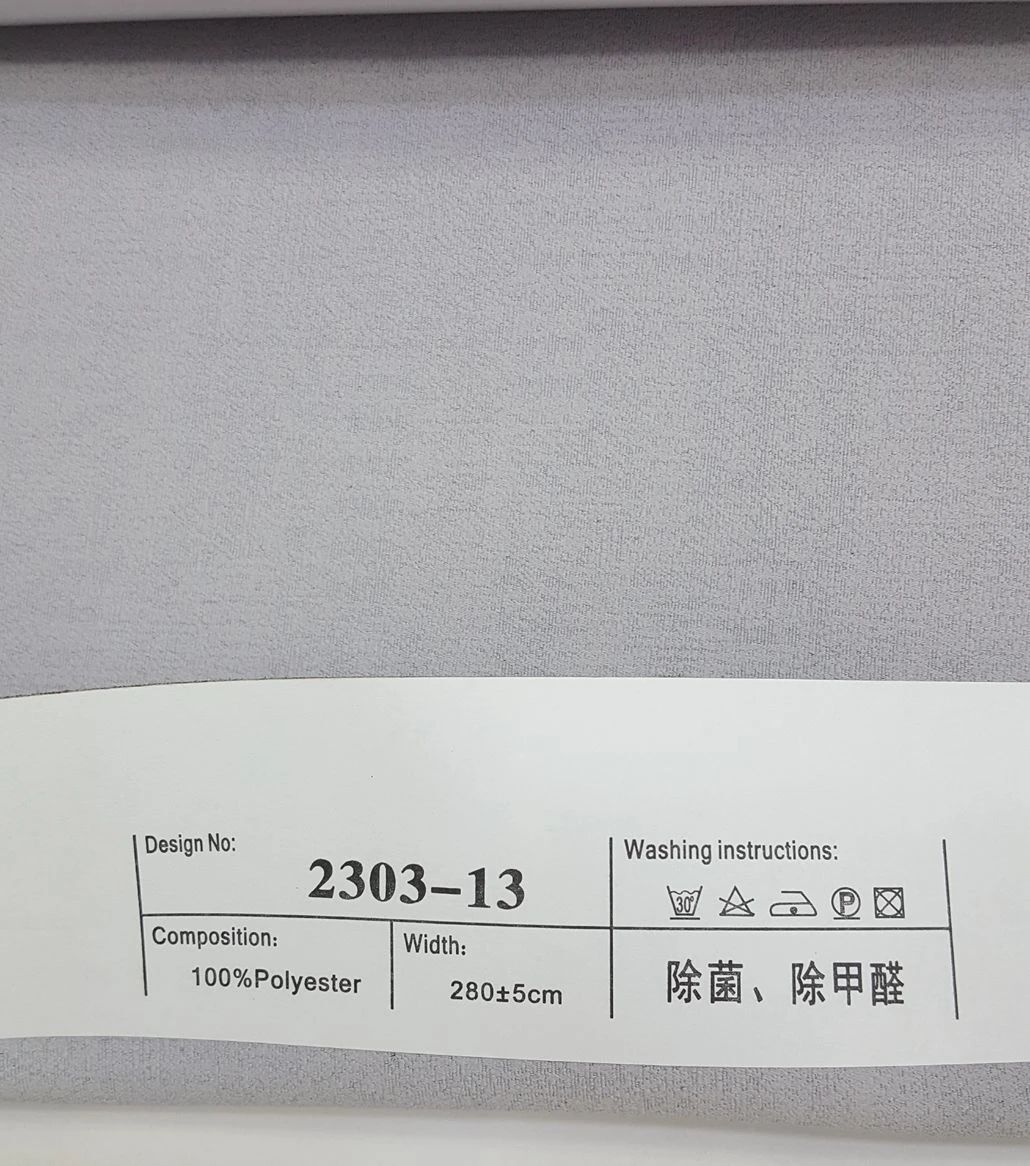 Design No:
2303-13
Washing instructions:
30°
P
Composition:
100%Polyester
Width:
280±5cm
除菌、除甲醛